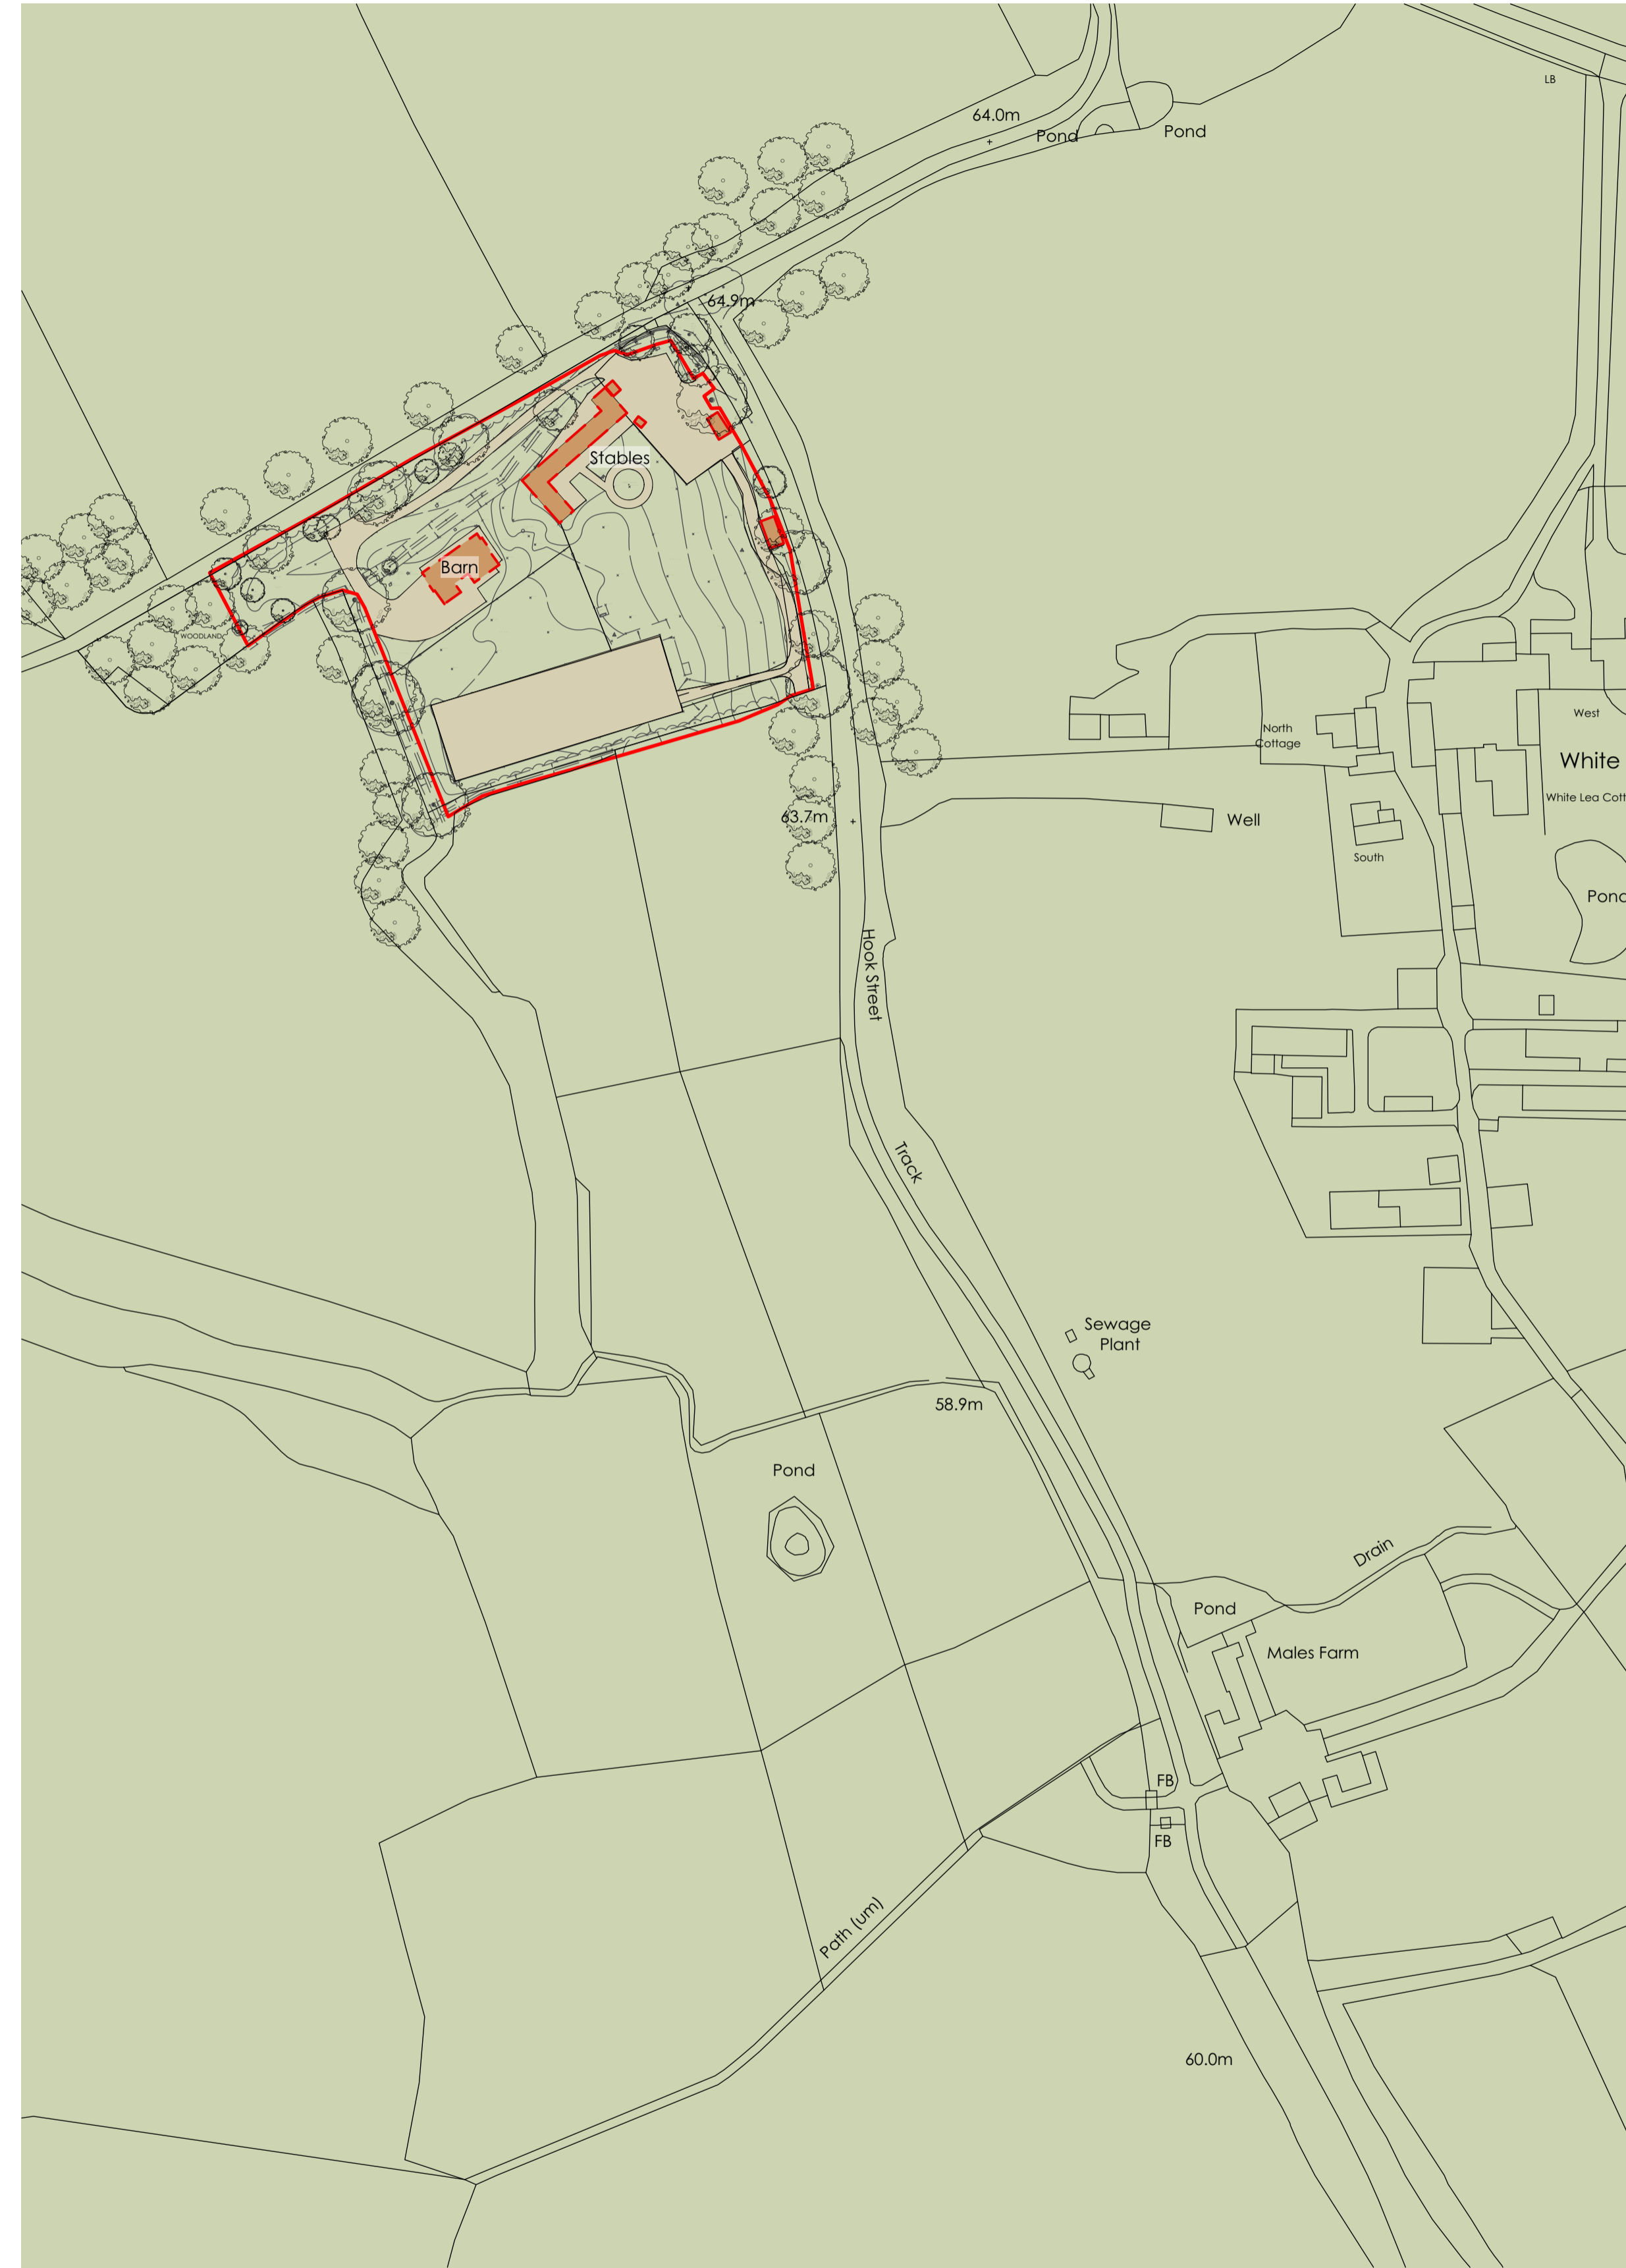 LB
64.0m
Pond
Pond
64.9m
Stables
Barn
WOODLAND
North
Cottage
West
White
White Lea Cott
63.7m
Well
South
Pond
Hook Street
Track
Sewage
Plant
58.9m
Pond
Drain
Pond
Males Farm
FB
FB
Path (um)
60.0m